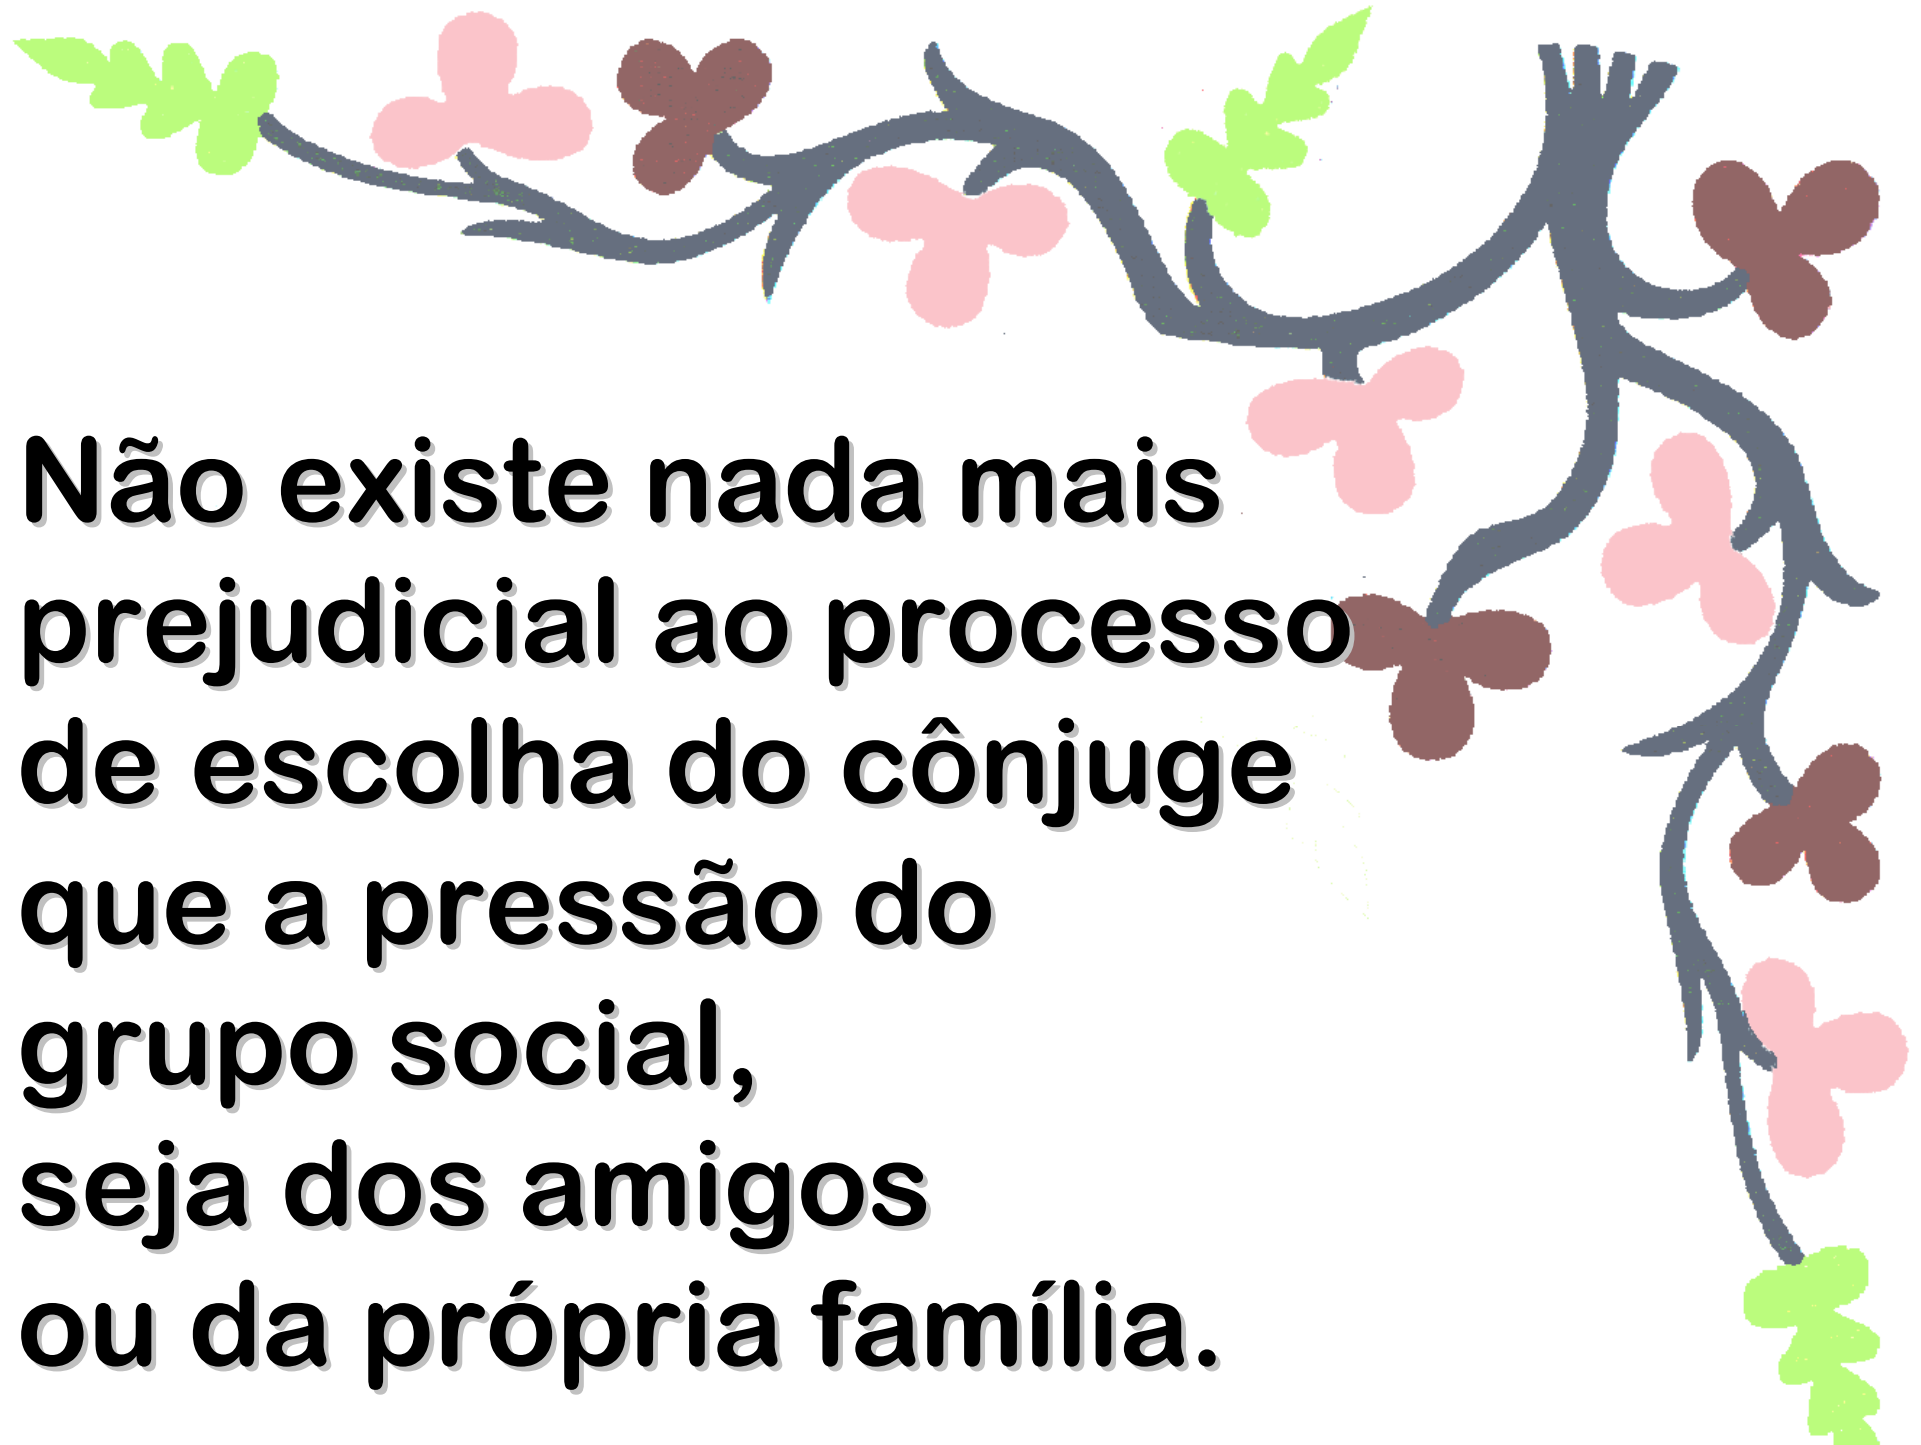 Não existe nada mais
prejudicial ao processo
de escolha do cônjuge
que a pressão do
grupo social,
seja dos amigos
ou da própria família.